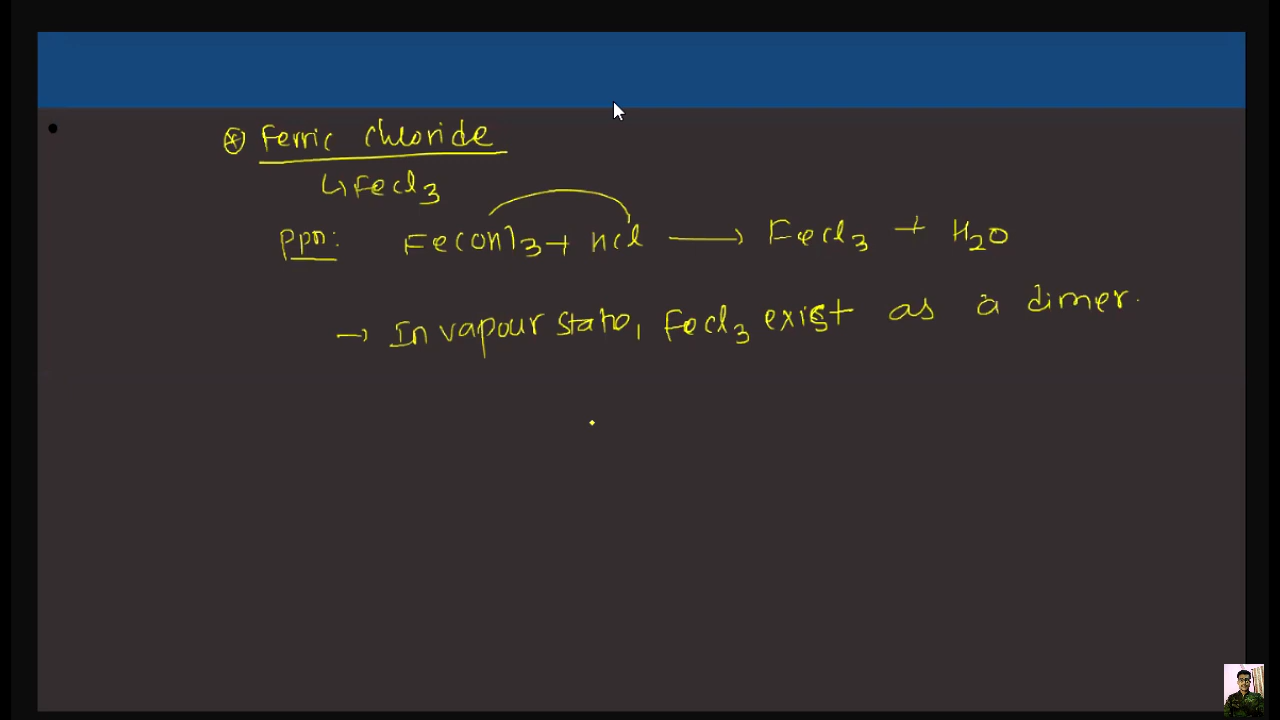 ⊛ Ferric chloride
↳ FeCl3
Ppn: Fe(OH)3 + HCl ⟶ FeCl3 + H2O
→ In vapour state, FeCl3 exist as a dimer.